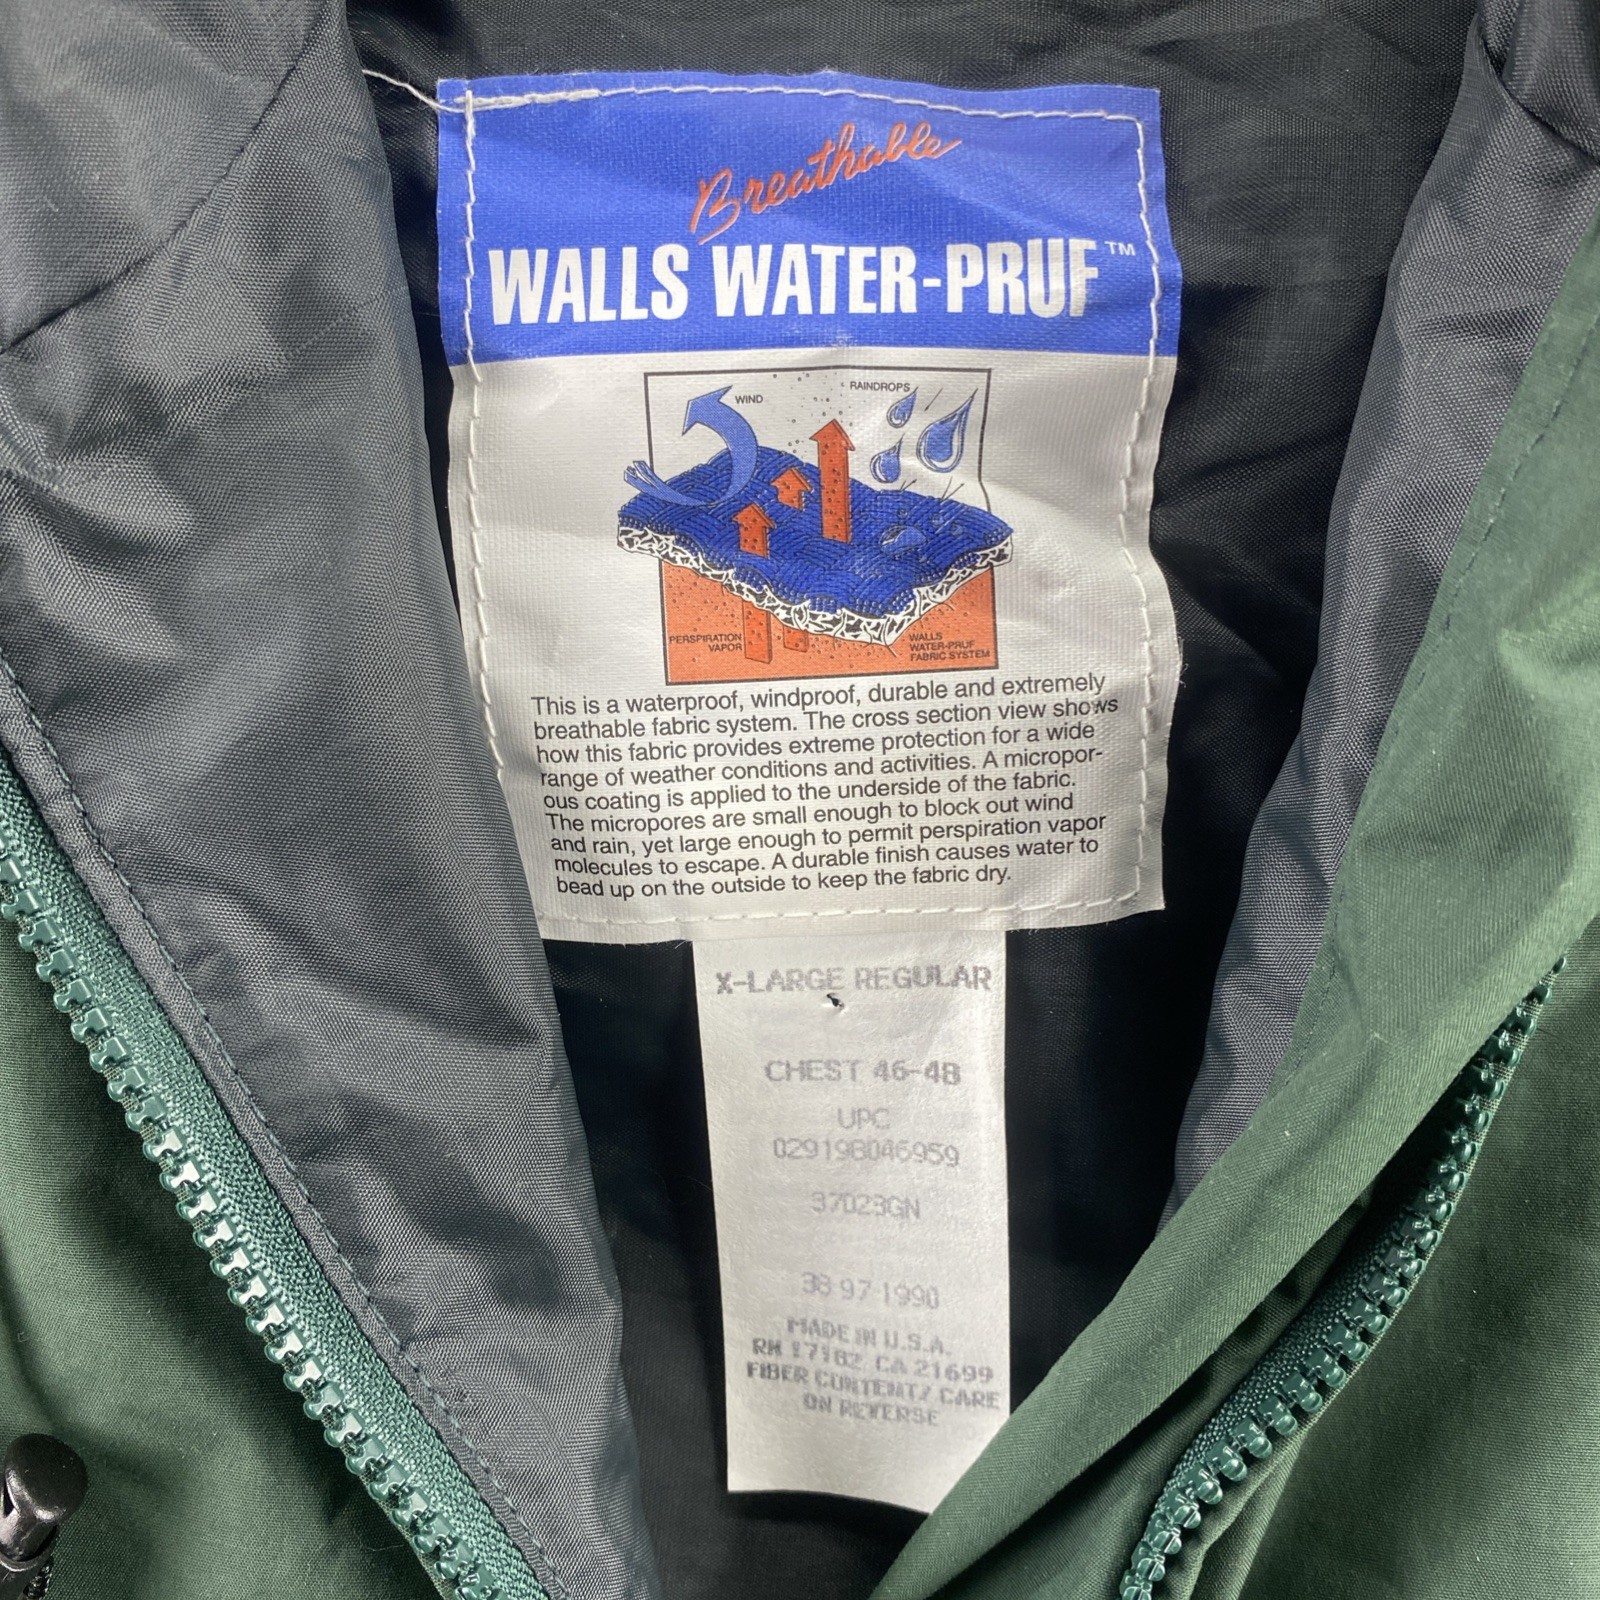 Breathable
WALLS WATER-PRUF™
WIND
RAINDROPS
PERSPIRATION
VAPOR
WALLS
WATER-PRUF
FABRIC SYSTEM
This is a waterproof, windproof, durable and extremely
breathable fabric system. The cross section view shows
how this fabric provides extreme protection for a wide
range of weather conditions and activities. A micropor-
ous coating is applied to the underside of the fabric.
The micropores are small enough to block out wind
and rain, yet large enough to permit perspiration vapor
molecules to escape. A durable finish causes water to
bead up on the outside to keep the fabric dry.
X-LARGE REGULAR
CHEST 46-48
UPC
029198046959
37023GN
38 97 1990
MADE IN U.S.A.
RN 17162 CA 21699
FIBER CONTENT/ CARE
ON REVERSE